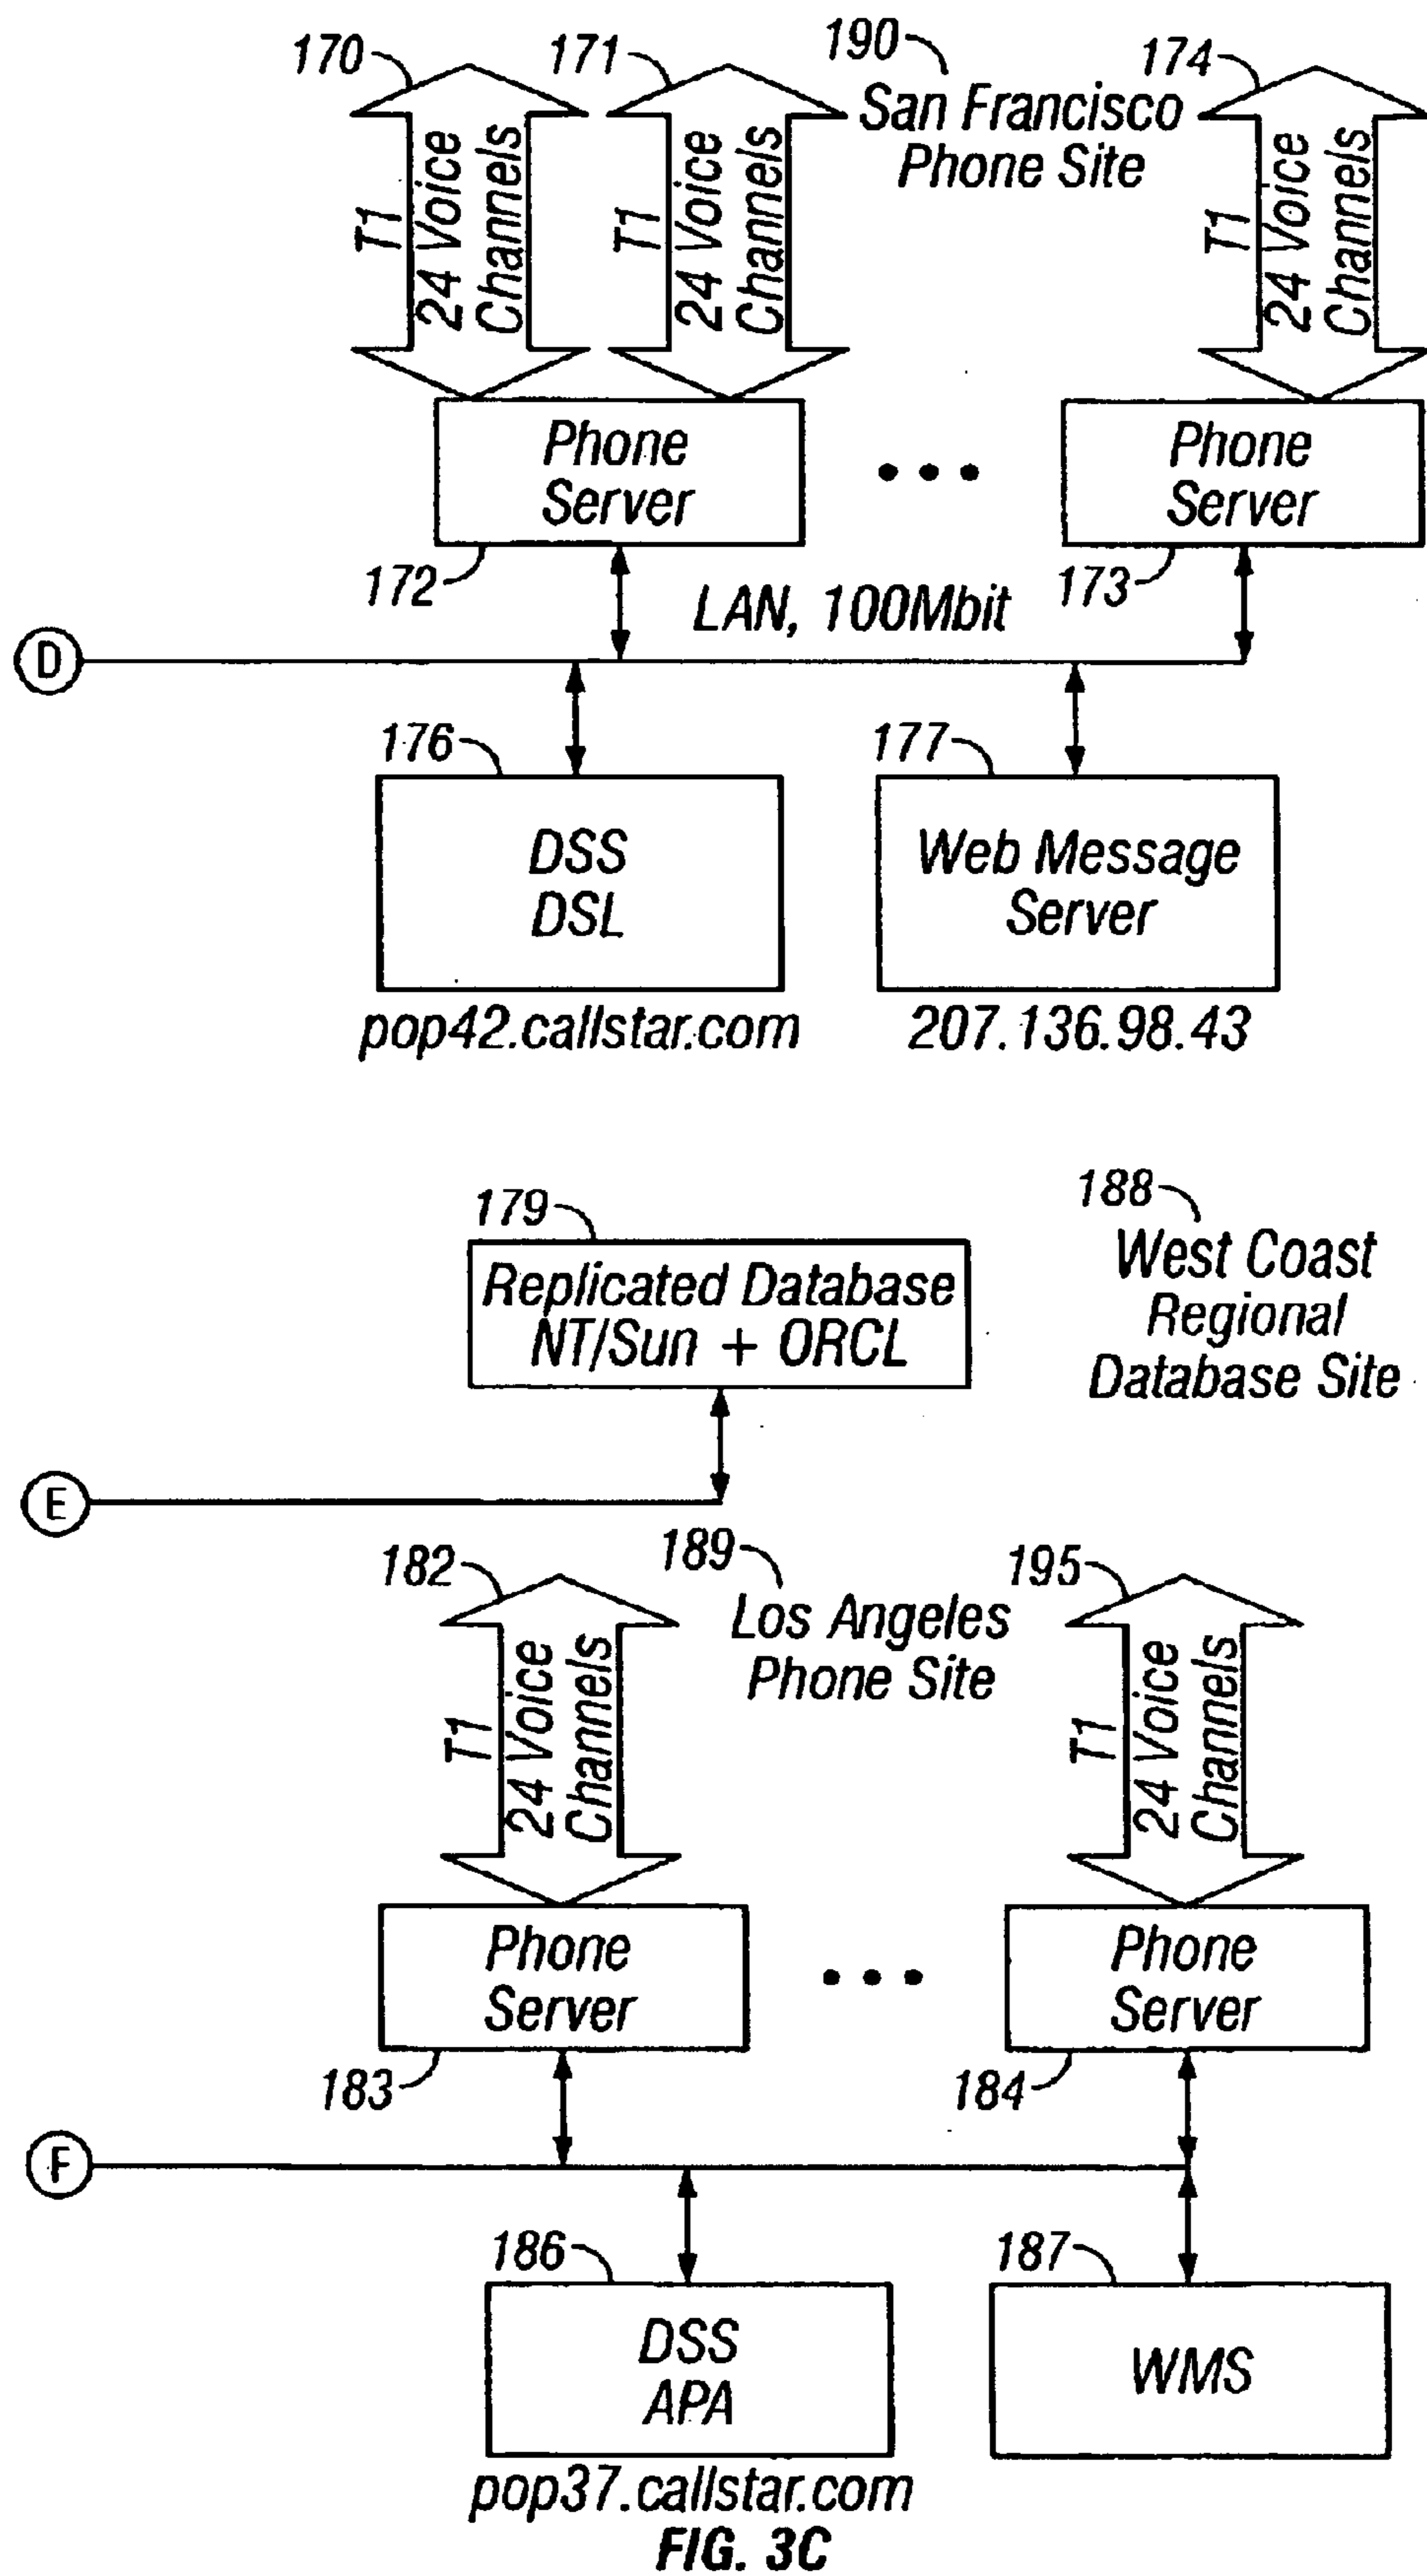 170
171
190
174
San Francisco
Phone Site
T1
24 Voice
Channels
T1
24 Voice
Channels
T1
24 Voice
Channels
Phone
Server
• • •
Phone
Server
172
LAN, 100Mbit
173
D
176
177
DSS
DSL
Web Message
Server
pop42.callstar.com
207.136.98.43
179
188
Replicated Database
NT/Sun + ORCL
West Coast
Regional
Database Site
E
182
189
195
Los Angeles
Phone Site
T1
24 Voice
Channels
T1
24 Voice
Channels
Phone
Server
• • •
Phone
Server
183
184
F
186
187
DSS
APA
WMS
pop37.callstar.com
FIG. 3C